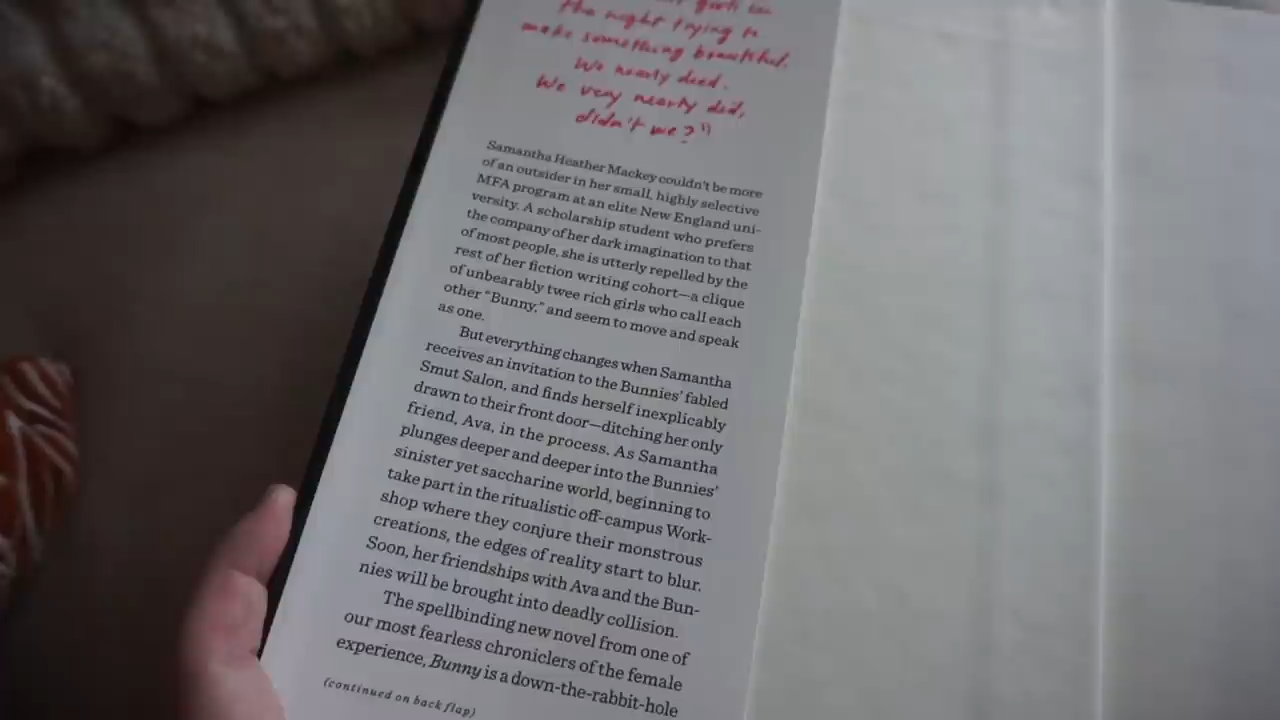 the night trying to
make something beautiful.
We nearly died.
We very nearly did,
didn't we?"
Samantha Heather Mackey couldn't be more
of an outsider in her small, highly selective
MFA program at an elite New England uni-
versity. A scholarship student who prefers
the company of her dark imagination to that
of most people, she is utterly repelled by the
rest of her fiction writing cohort—a clique
of unbearably twee rich girls who call each
other "Bunny," and seem to move and speak
as one.
But everything changes when Samantha
receives an invitation to the Bunnies' fabled
Smut Salon, and finds herself inexplicably
drawn to their front door—ditching her only
friend, Ava, in the process. As Samantha
plunges deeper and deeper into the Bunnies'
sinister yet saccharine world, beginning to
take part in the ritualistic off-campus Work-
shop where they conjure their monstrous
creations, the edges of reality start to blur.
Soon, her friendships with Ava and the Bun-
nies will be brought into deadly collision.
The spellbinding new novel from one of
our most fearless chroniclers of the female
experience, Bunny is a down-the-rabbit-hole
(continued on back flap)